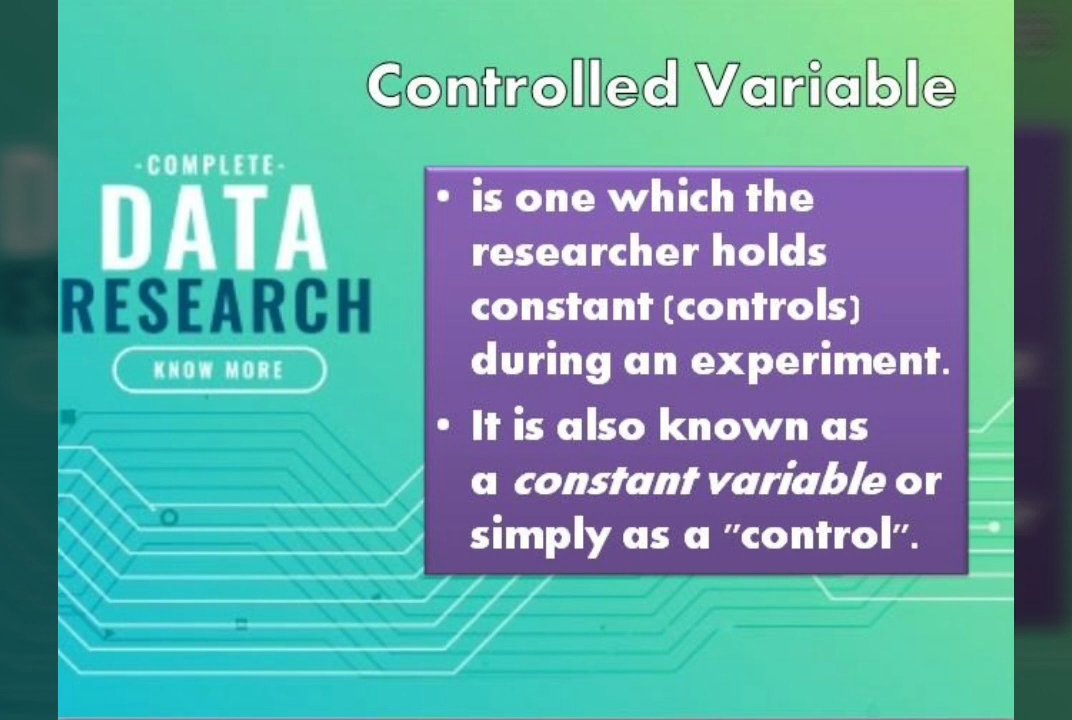 Controlled Variable
-COMPLETE-
DATA
RESEARCH
KNOW MORE
• is one which the
researcher holds
constant (controls)
during an experiment.
• It is also known as
a constant variable or
simply as a "control".